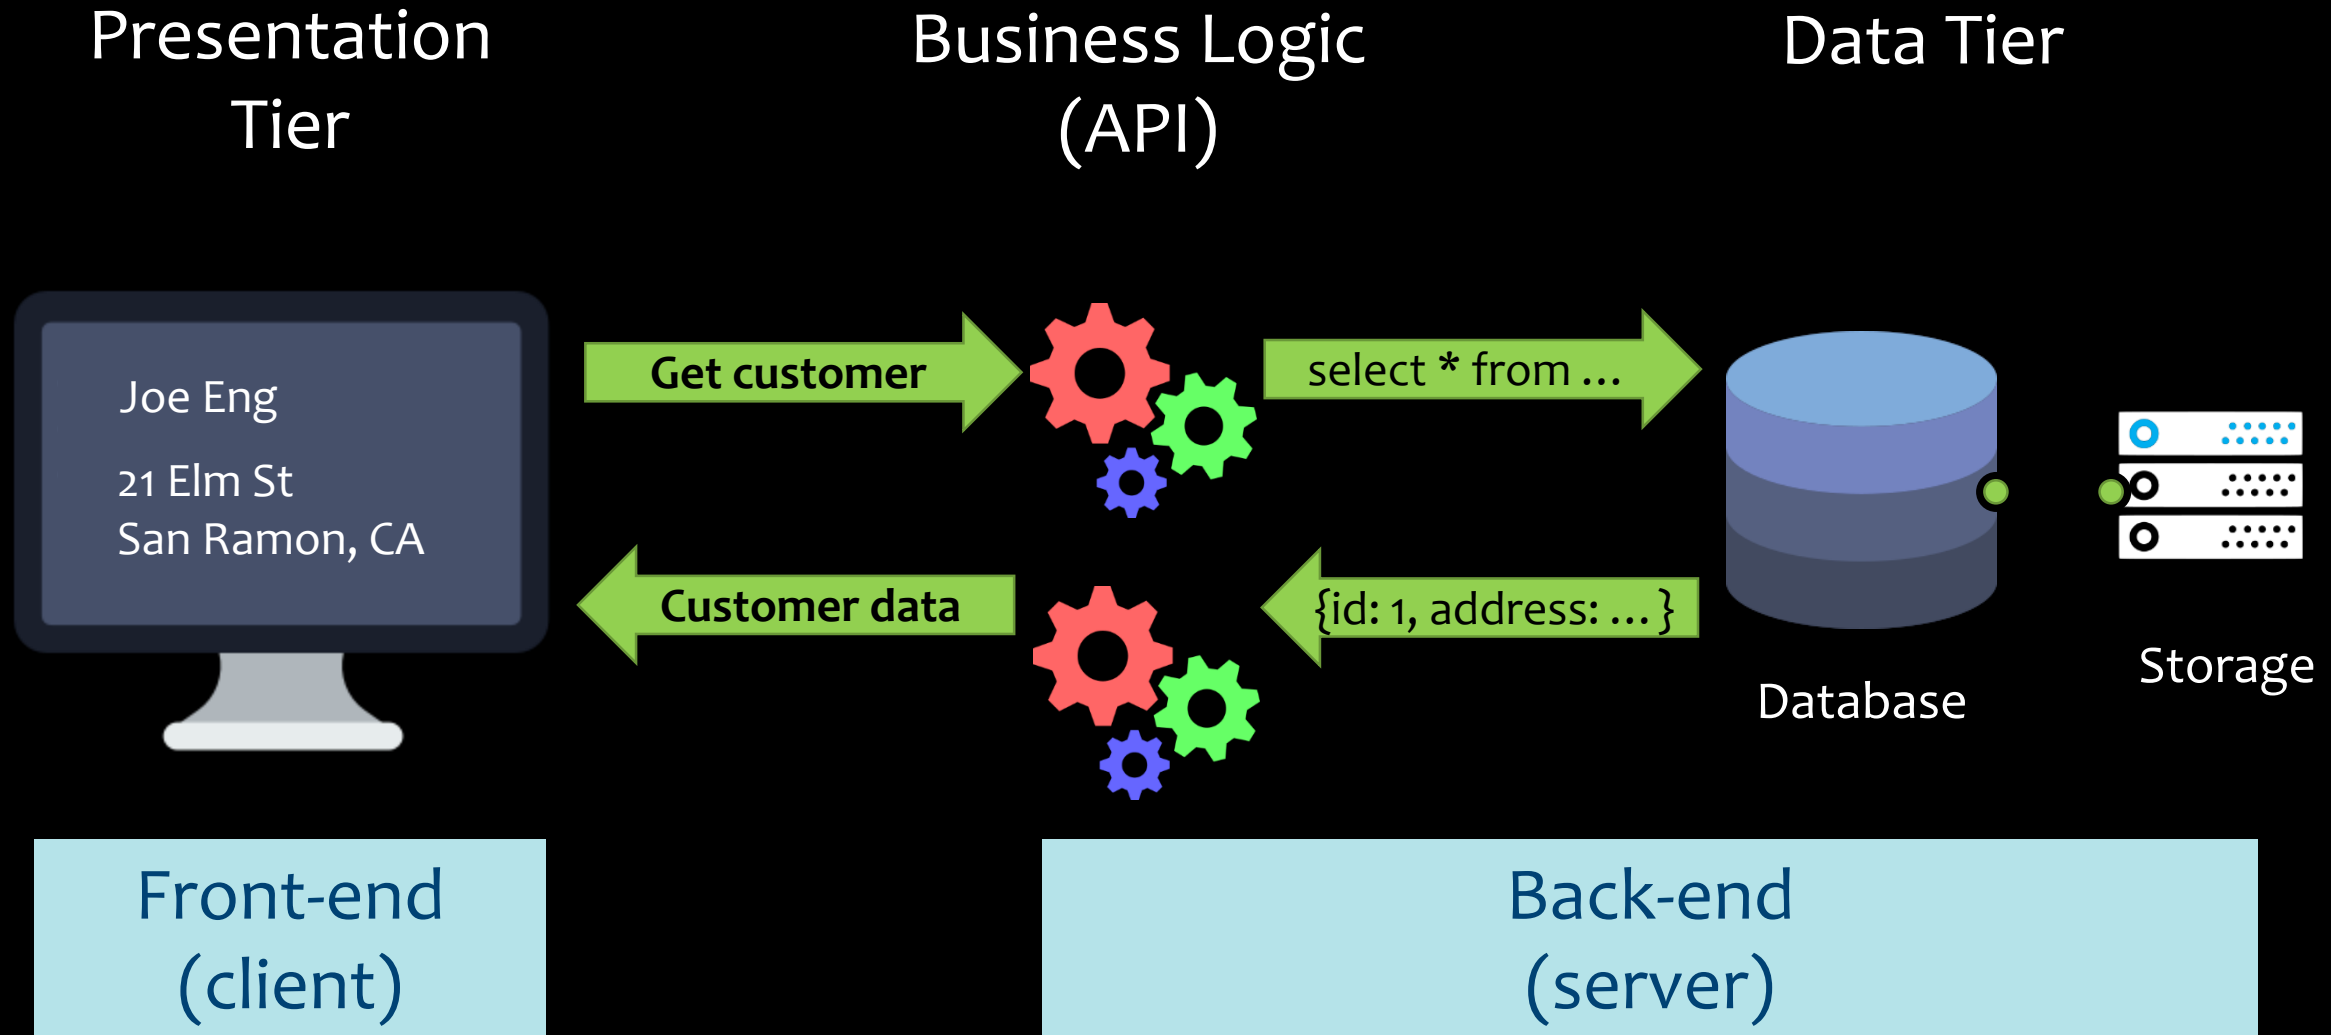 Presentation
Tier
Business Logic
(API)
Data Tier
Joe Eng
21 Elm St
San Ramon, CA
Get customer
select * from ...
Customer data
{id: 1, address: ... }
Database
Storage
Front-end
(client)
Back-end
(server)